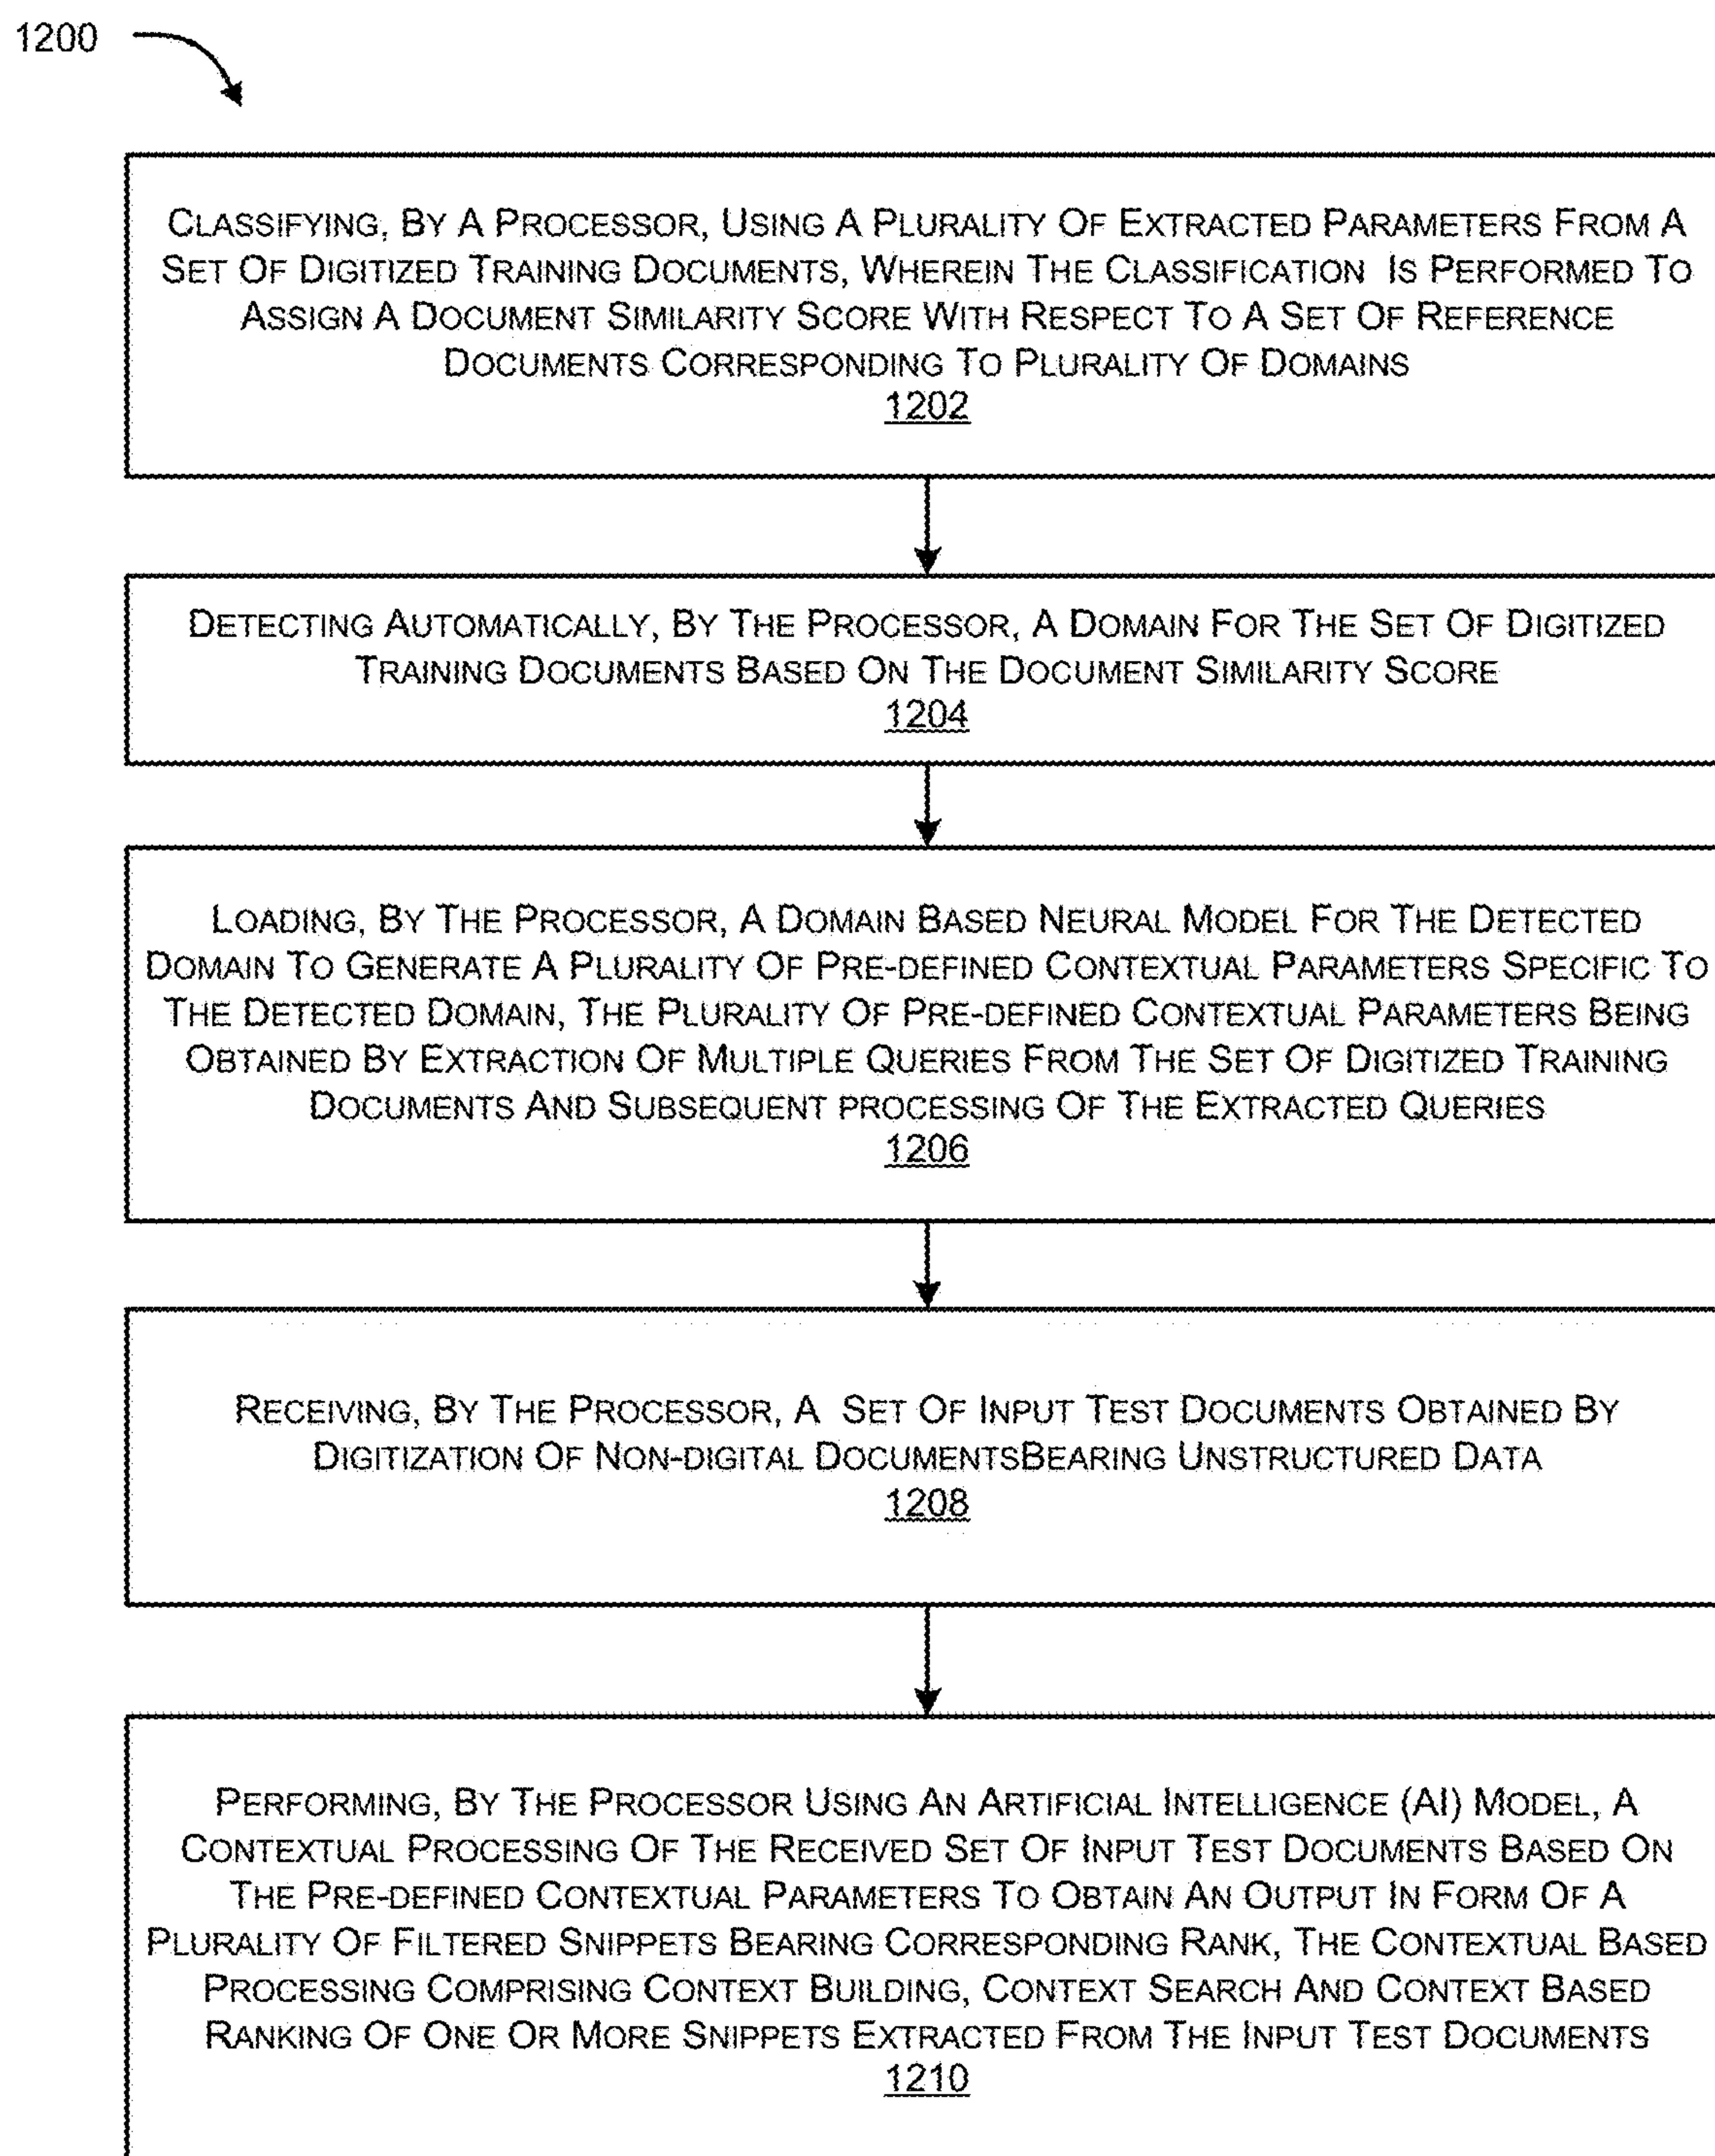 1200
CLASSIFYING, BY A PROCESSOR, USING A PLURALITY OF EXTRACTED PARAMETERS FROM A
SET OF DIGITIZED TRAINING DOCUMENTS, WHEREIN THE CLASSIFICATION IS PERFORMED TO
ASSIGN A DOCUMENT SIMILARITY SCORE WITH RESPECT TO A SET OF REFERENCE
DOCUMENTS CORRESPONDING TO PLURALITY OF DOMAINS
1202
DETECTING AUTOMATICALLY, BY THE PROCESSOR, A DOMAIN FOR THE SET OF DIGITIZED
TRAINING DOCUMENTS BASED ON THE DOCUMENT SIMILARITY SCORE
1204
LOADING, BY THE PROCESSOR, A DOMAIN BASED NEURAL MODEL FOR THE DETECTED
DOMAIN TO GENERATE A PLURALITY OF PRE-DEFINED CONTEXTUAL PARAMETERS SPECIFIC TO
THE DETECTED DOMAIN, THE PLURALITY OF PRE-DEFINED CONTEXTUAL PARAMETERS BEING
OBTAINED BY EXTRACTION OF MULTIPLE QUERIES FROM THE SET OF DIGITIZED TRAINING
DOCUMENTS AND SUBSEQUENT PROCESSING OF THE EXTRACTED QUERIES
1206
RECEIVING, BY THE PROCESSOR, A SET OF INPUT TEST DOCUMENTS OBTAINED BY
DIGITIZATION OF NON-DIGITAL DOCUMENTSBEARING UNSTRUCTURED DATA
1208
PERFORMING, BY THE PROCESSOR USING AN ARTIFICIAL INTELLIGENCE (AI) MODEL, A
CONTEXTUAL PROCESSING OF THE RECEIVED SET OF INPUT TEST DOCUMENTS BASED ON
THE PRE-DEFINED CONTEXTUAL PARAMETERS TO OBTAIN AN OUTPUT IN FORM OF A
PLURALITY OF FILTERED SNIPPETS BEARING CORRESPONDING RANK, THE CONTEXTUAL BASED
PROCESSING COMPRISING CONTEXT BUILDING, CONTEXT SEARCH AND CONTEXT BASED
RANKING OF ONE OR MORE SNIPPETS EXTRACTED FROM THE INPUT TEST DOCUMENTS
1210